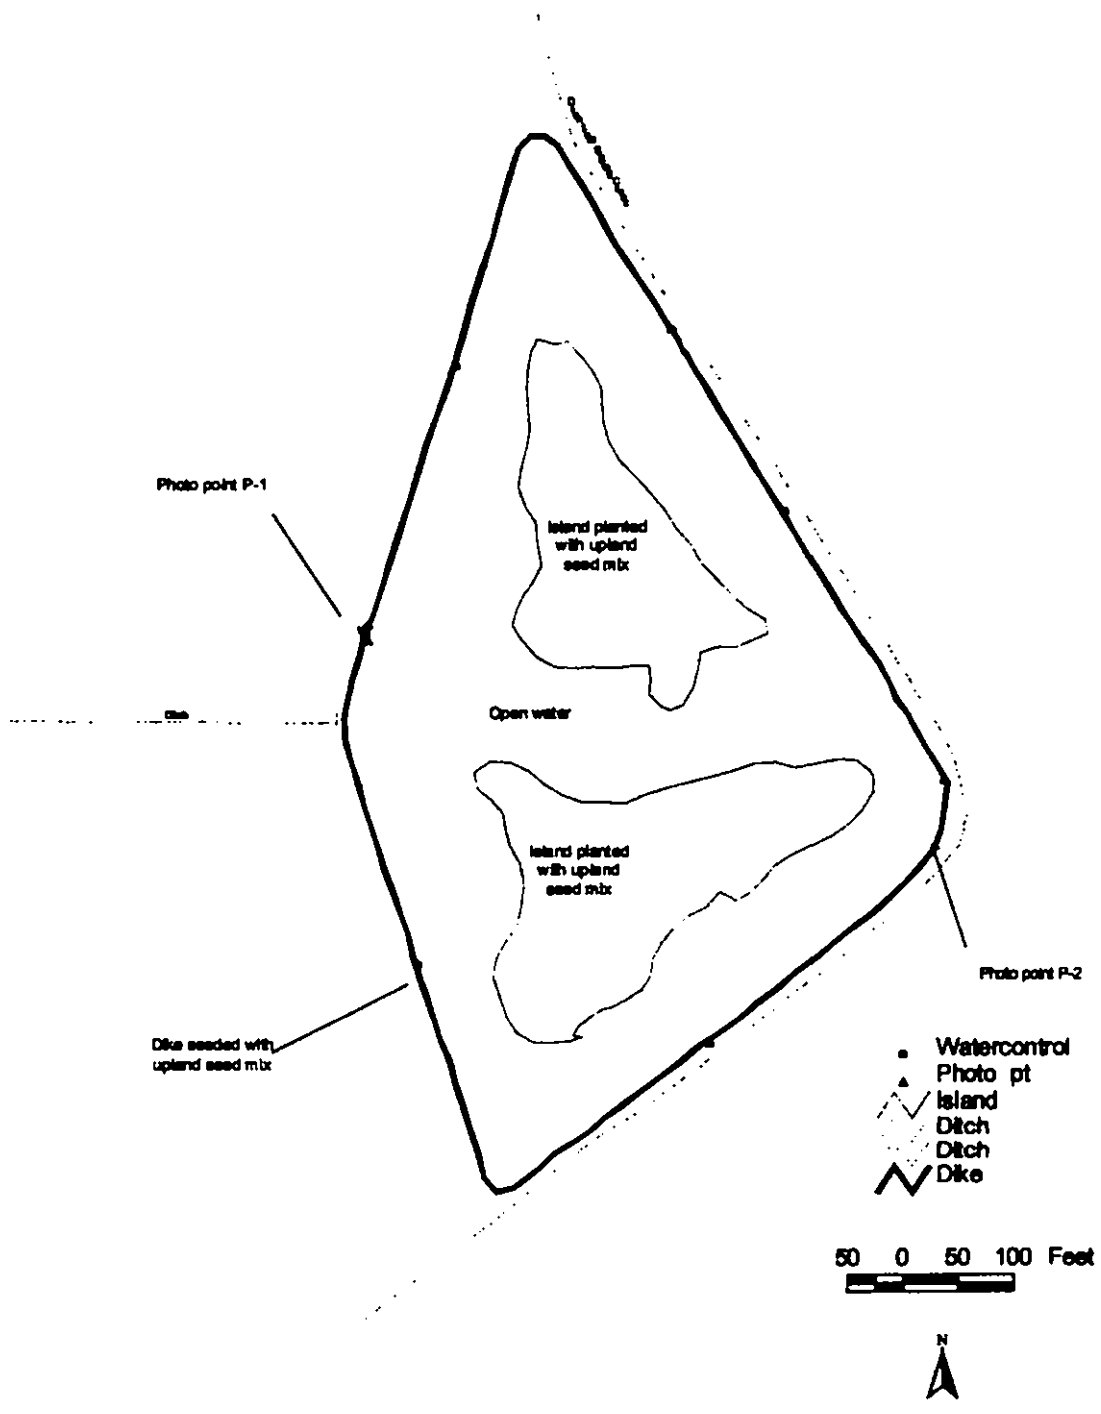 1
Photo point P-1
Island planted
with upland
seed mix
Ditch
Open water
Island planted
with upland
seed mix
Photo point P-2
Dike seeded with
upland seed mix
Watercontrol
Photo pt
Island
Ditch
Ditch
Dike
50 0 50 100 Feet
N